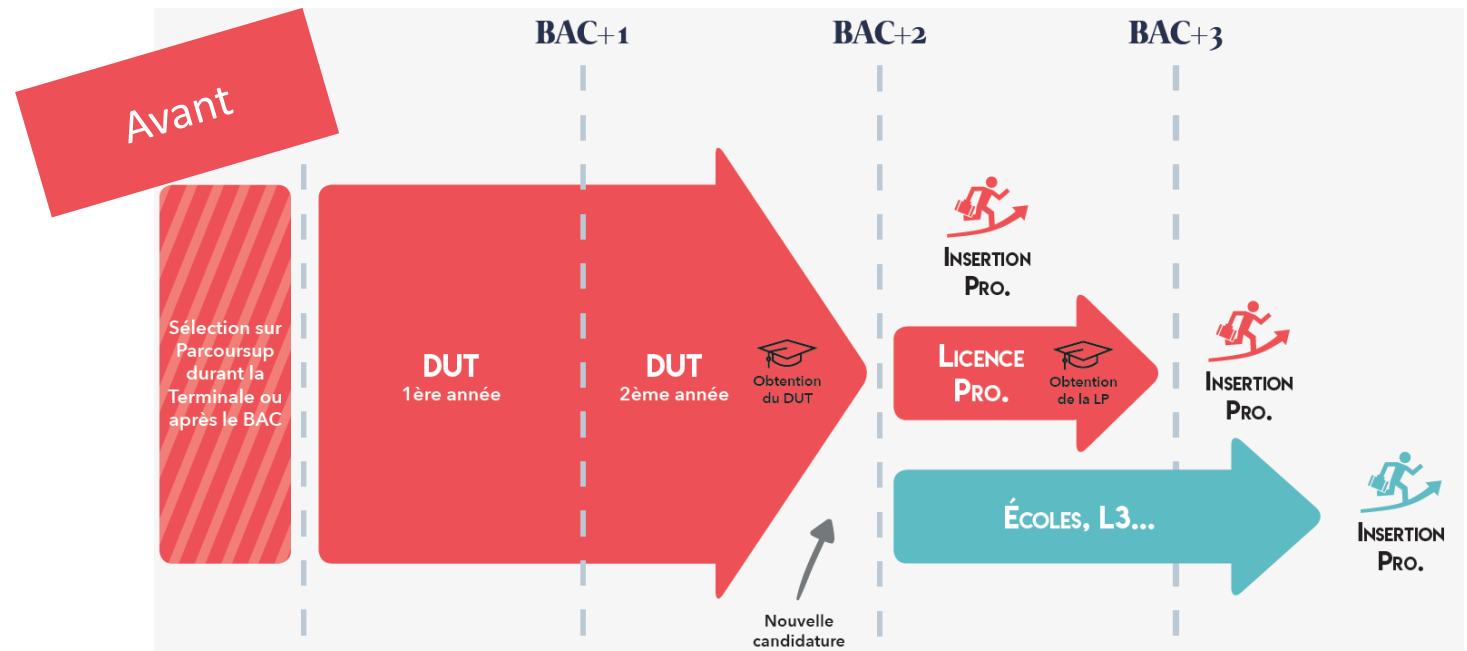 Avant
BAC+1
BAC+2
BAC+3
Sélection sur
Parcoursup
durant la
Terminale ou
après le BAC
DUT
1ère année
DUT
2ème année
Obtention
du DUT
Nouvelle
candidature
INSERTION
PRO.
LICENCE
PRO.
Obtention
de la LP
INSERTION
PRO.
ÉCOLES, L3...
INSERTION
PRO.